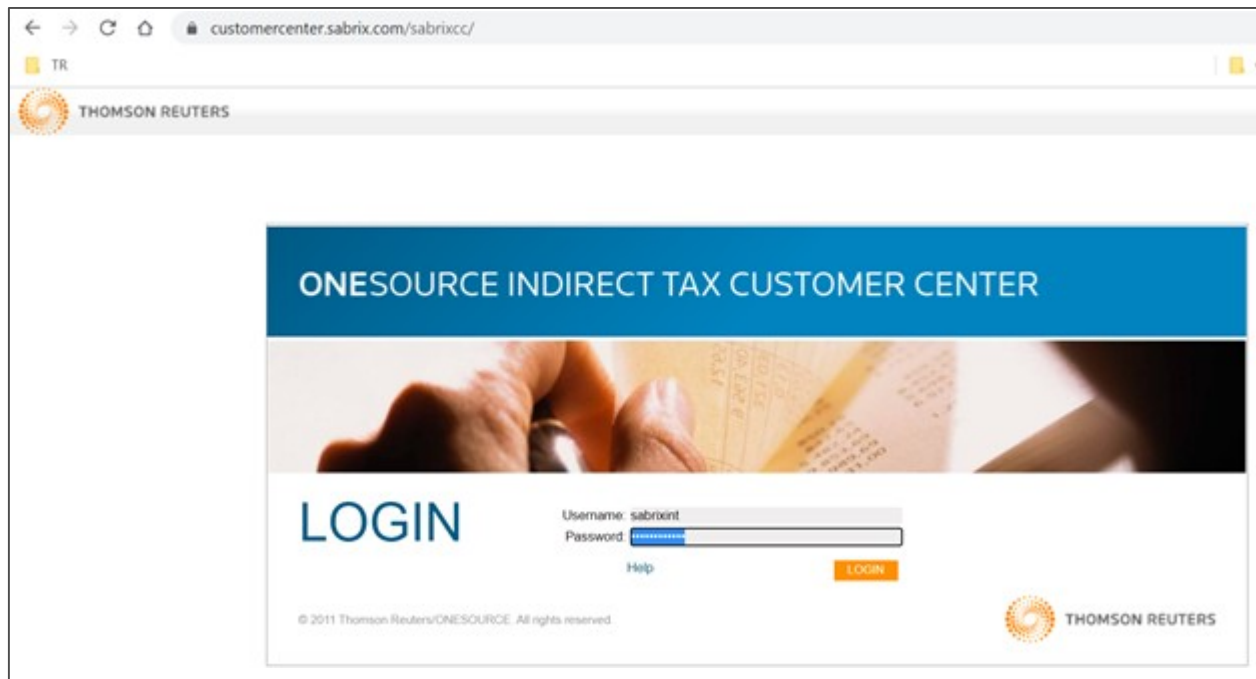 customercenter.sabrix.com/sabrixcc/
TR
THOMSON REUTERS
ONESOURCE INDIRECT TAX CUSTOMER CENTER
LOGIN
Username: sabrixint
Password:
Help
LOGIN
© 2011 Thomson Reuters/ONESOURCE. All rights reserved.
THOMSON REUTERS